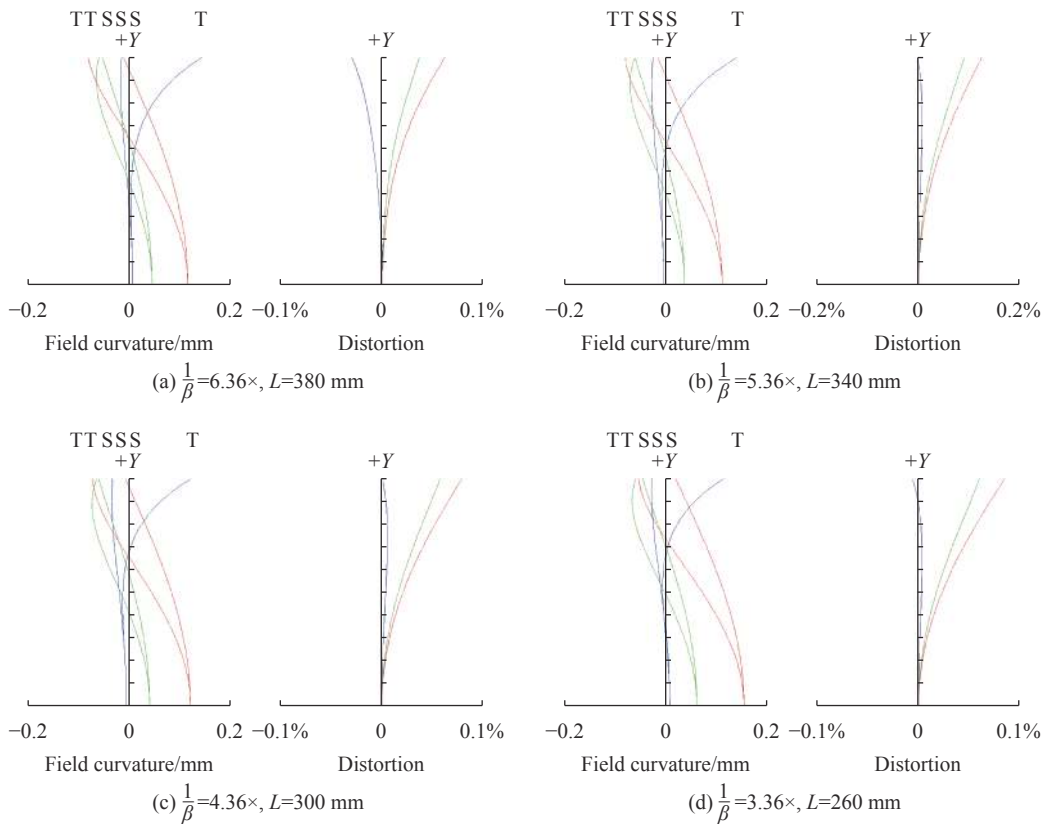 TT SSS T
+Y
+Y
−0.2 0 0.2
−0.1% 0 0.1%
Field curvature/mm
Distortion
(a) 1/β=6.36×, L=380 mm
TT SSS T
+Y
+Y
−0.2 0 0.2
−0.2% 0 0.2%
Field curvature/mm
Distortion
(b) 1/β=5.36×, L=340 mm
TT SSS T
+Y
+Y
−0.2 0 0.2
−0.1% 0 0.1%
Field curvature/mm
Distortion
(c) 1/β=4.36×, L=300 mm
TT SSS T
+Y
+Y
−0.2 0 0.2
−0.1% 0 0.1%
Field curvature/mm
Distortion
(d) 1/β=3.36×, L=260 mm